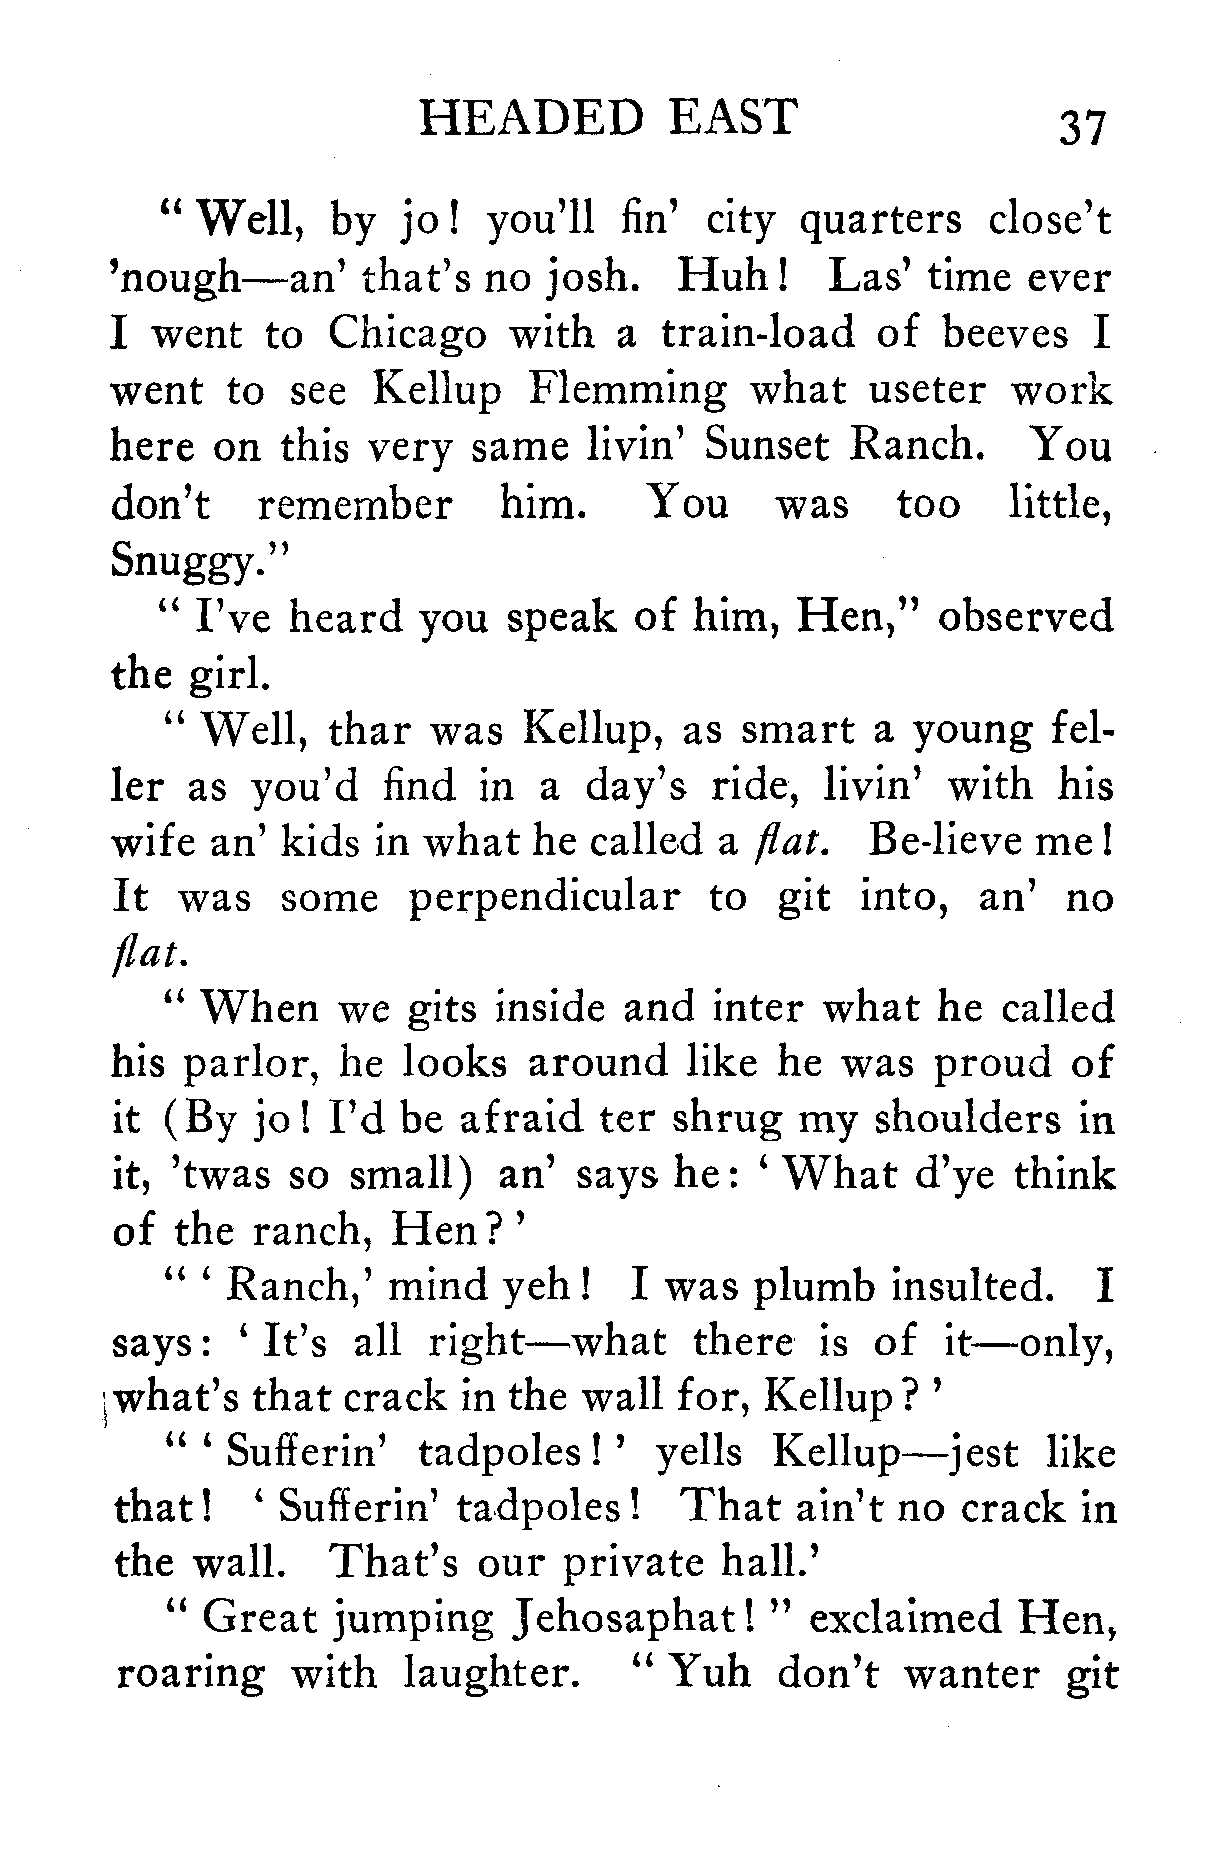 HEADED EAST 37
“ Well, by jo! you’ll fin’ city quarters close’t
’nough—an’ that’s no josh. Huh! Las’ time ever
I went to Chicago with a train-load of beeves I
went to see Kellup Flemming what useter work
here on this very same livin’ Sunset Ranch. You
don’t remember him. You was too little,
Snuggy.”
“ I’ve heard you speak of him, Hen,” observed
the girl.
“ Well, thar was Kellup, as smart a young fel-
ler as you’d find in a day’s ride, livin’ with his
wife an’ kids in what he called a flat. Be-lieve me!
It was some perpendicular to git into, an’ no
flat.
“ When we gits inside and inter what he called
his parlor, he looks around like he was proud of
it (By jo! I’d be afraid ter shrug my shoulders in
it, ’twas so small) an’ says he: ‘ What d’ye think
of the ranch, Hen? ’
“ ‘ Ranch,’ mind yeh! I was plumb insulted. I
says: ‘ It’s all right—what there is of it—only,
what’s that crack in the wall for, Kellup? ’
“ ‘ Sufferin’ tadpoles! ’ yells Kellup—jest like
that! ‘ Sufferin’ tadpoles! That ain’t no crack in
the wall. That’s our private hall.’
“ Great jumping Jehosaphat! ” exclaimed Hen,
roaring with laughter. “ Yuh don’t wanter git